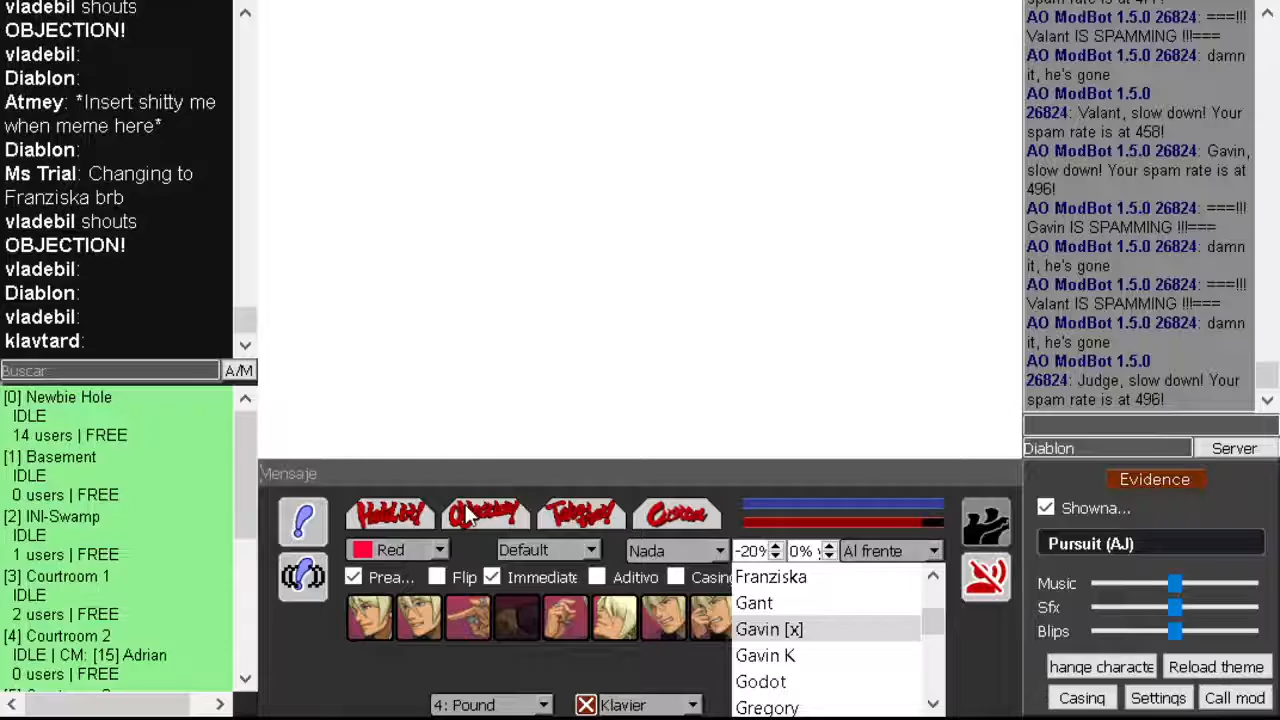 vladebil shouts
OBJECTION!
vladebil:
Diablon:
Atmey: *Insert shitty me
when meme here*
Diablon:
Ms Trial: Changing to
Franziska brb
vladebil shouts
OBJECTION!
vladebil:
Diablon:
vladebil:
klavtard:
Buscar
A/M
[0] Newbie Hole
IDLE
14 users | FREE
[1] Basement
IDLE
0 users | FREE
[2] INI-Swamp
IDLE
1 users | FREE
[3] Courtroom 1
IDLE
2 users | FREE
[4] Courtroom 2
IDLE | CM: [15] Adrian
0 users | FREE
Mensaje
Hold it!
Objection!
Take that!
Custom
Red
Default
Nada
-20%
0%
Al frente
Prea...
Flip
Immediate
Aditivo
Casing
Franziska
Gant
Gavin [x]
Gavin K
Godot
Gregory
4: Pound
Klavier
AO ModBot 1.5.0 26824: ===!!!
Valant IS SPAMMING !!!===
AO ModBot 1.5.0 26824: damn
it, he's gone
AO ModBot 1.5.0
26824: Valant, slow down! Your
spam rate is at 458!
AO ModBot 1.5.0 26824: Gavin,
slow down! Your spam rate is at
496!
AO ModBot 1.5.0 26824: ===!!!
Gavin IS SPAMMING !!!===
AO ModBot 1.5.0 26824: damn
it, he's gone
AO ModBot 1.5.0 26824: ===!!!
Valant IS SPAMMING !!!===
AO ModBot 1.5.0 26824: damn
it, he's gone
AO ModBot 1.5.0
26824: Judge, slow down! Your
spam rate is at 496!
Diablon
Server
Evidence
Showna...
Pursuit (AJ)
Music
Sfx
Blips
hange characte
Reload theme
Casing
Settings
Call mod